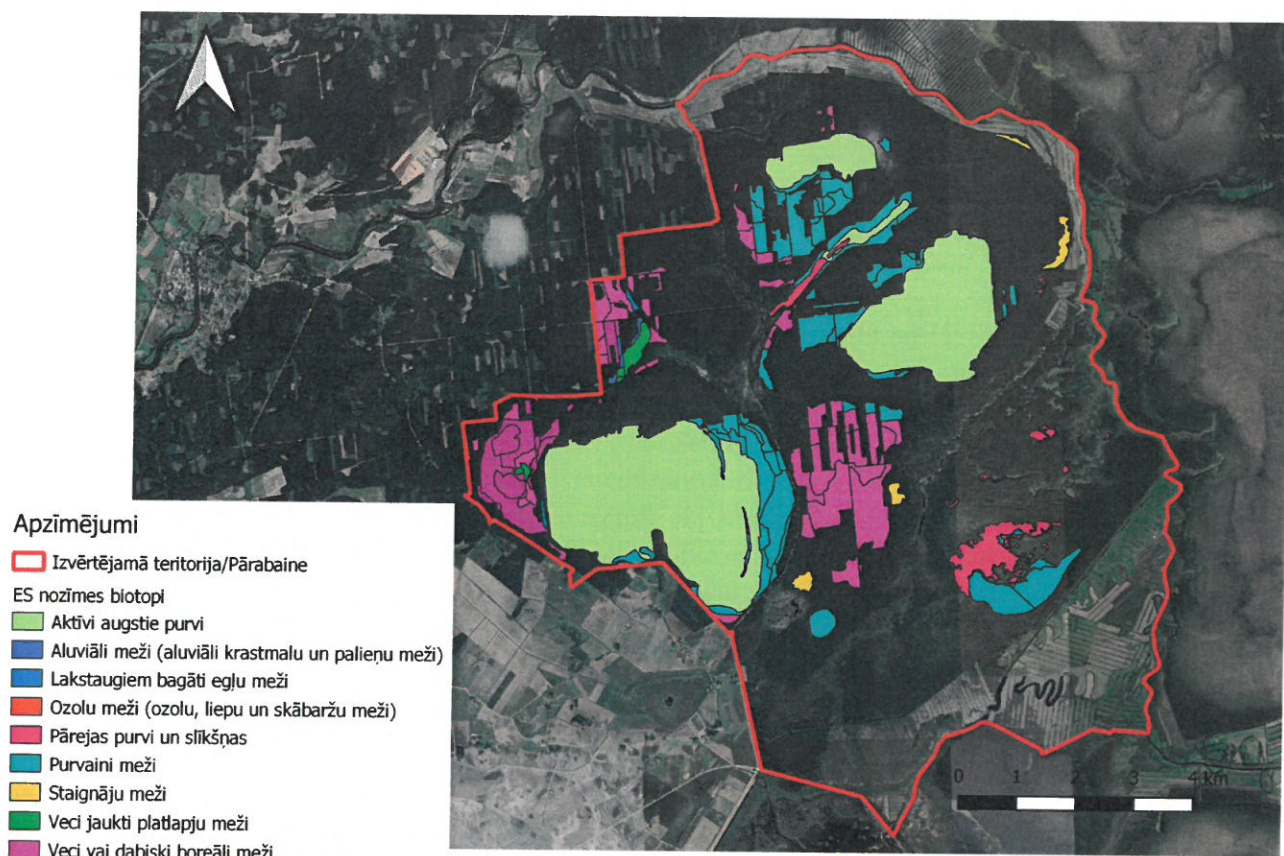 Apzīmējumi
Izvērtējamā teritorija/Pārabaine
ES nozīmes biotopi
Aktīvi augstie purvi
Aluviāli meži (aluviāli krastmalu un palieņu meži)
Lakstaugiem bagāti egļu meži
Ozolu meži (ozolu, liepu un skābaržu meži)
Pārejas purvi un slīkšņas
Purvaini meži
Staignāju meži
Veci jaukti platlapju meži
Veci vai dabiski boreāli meži
0 1 2 3 4 km